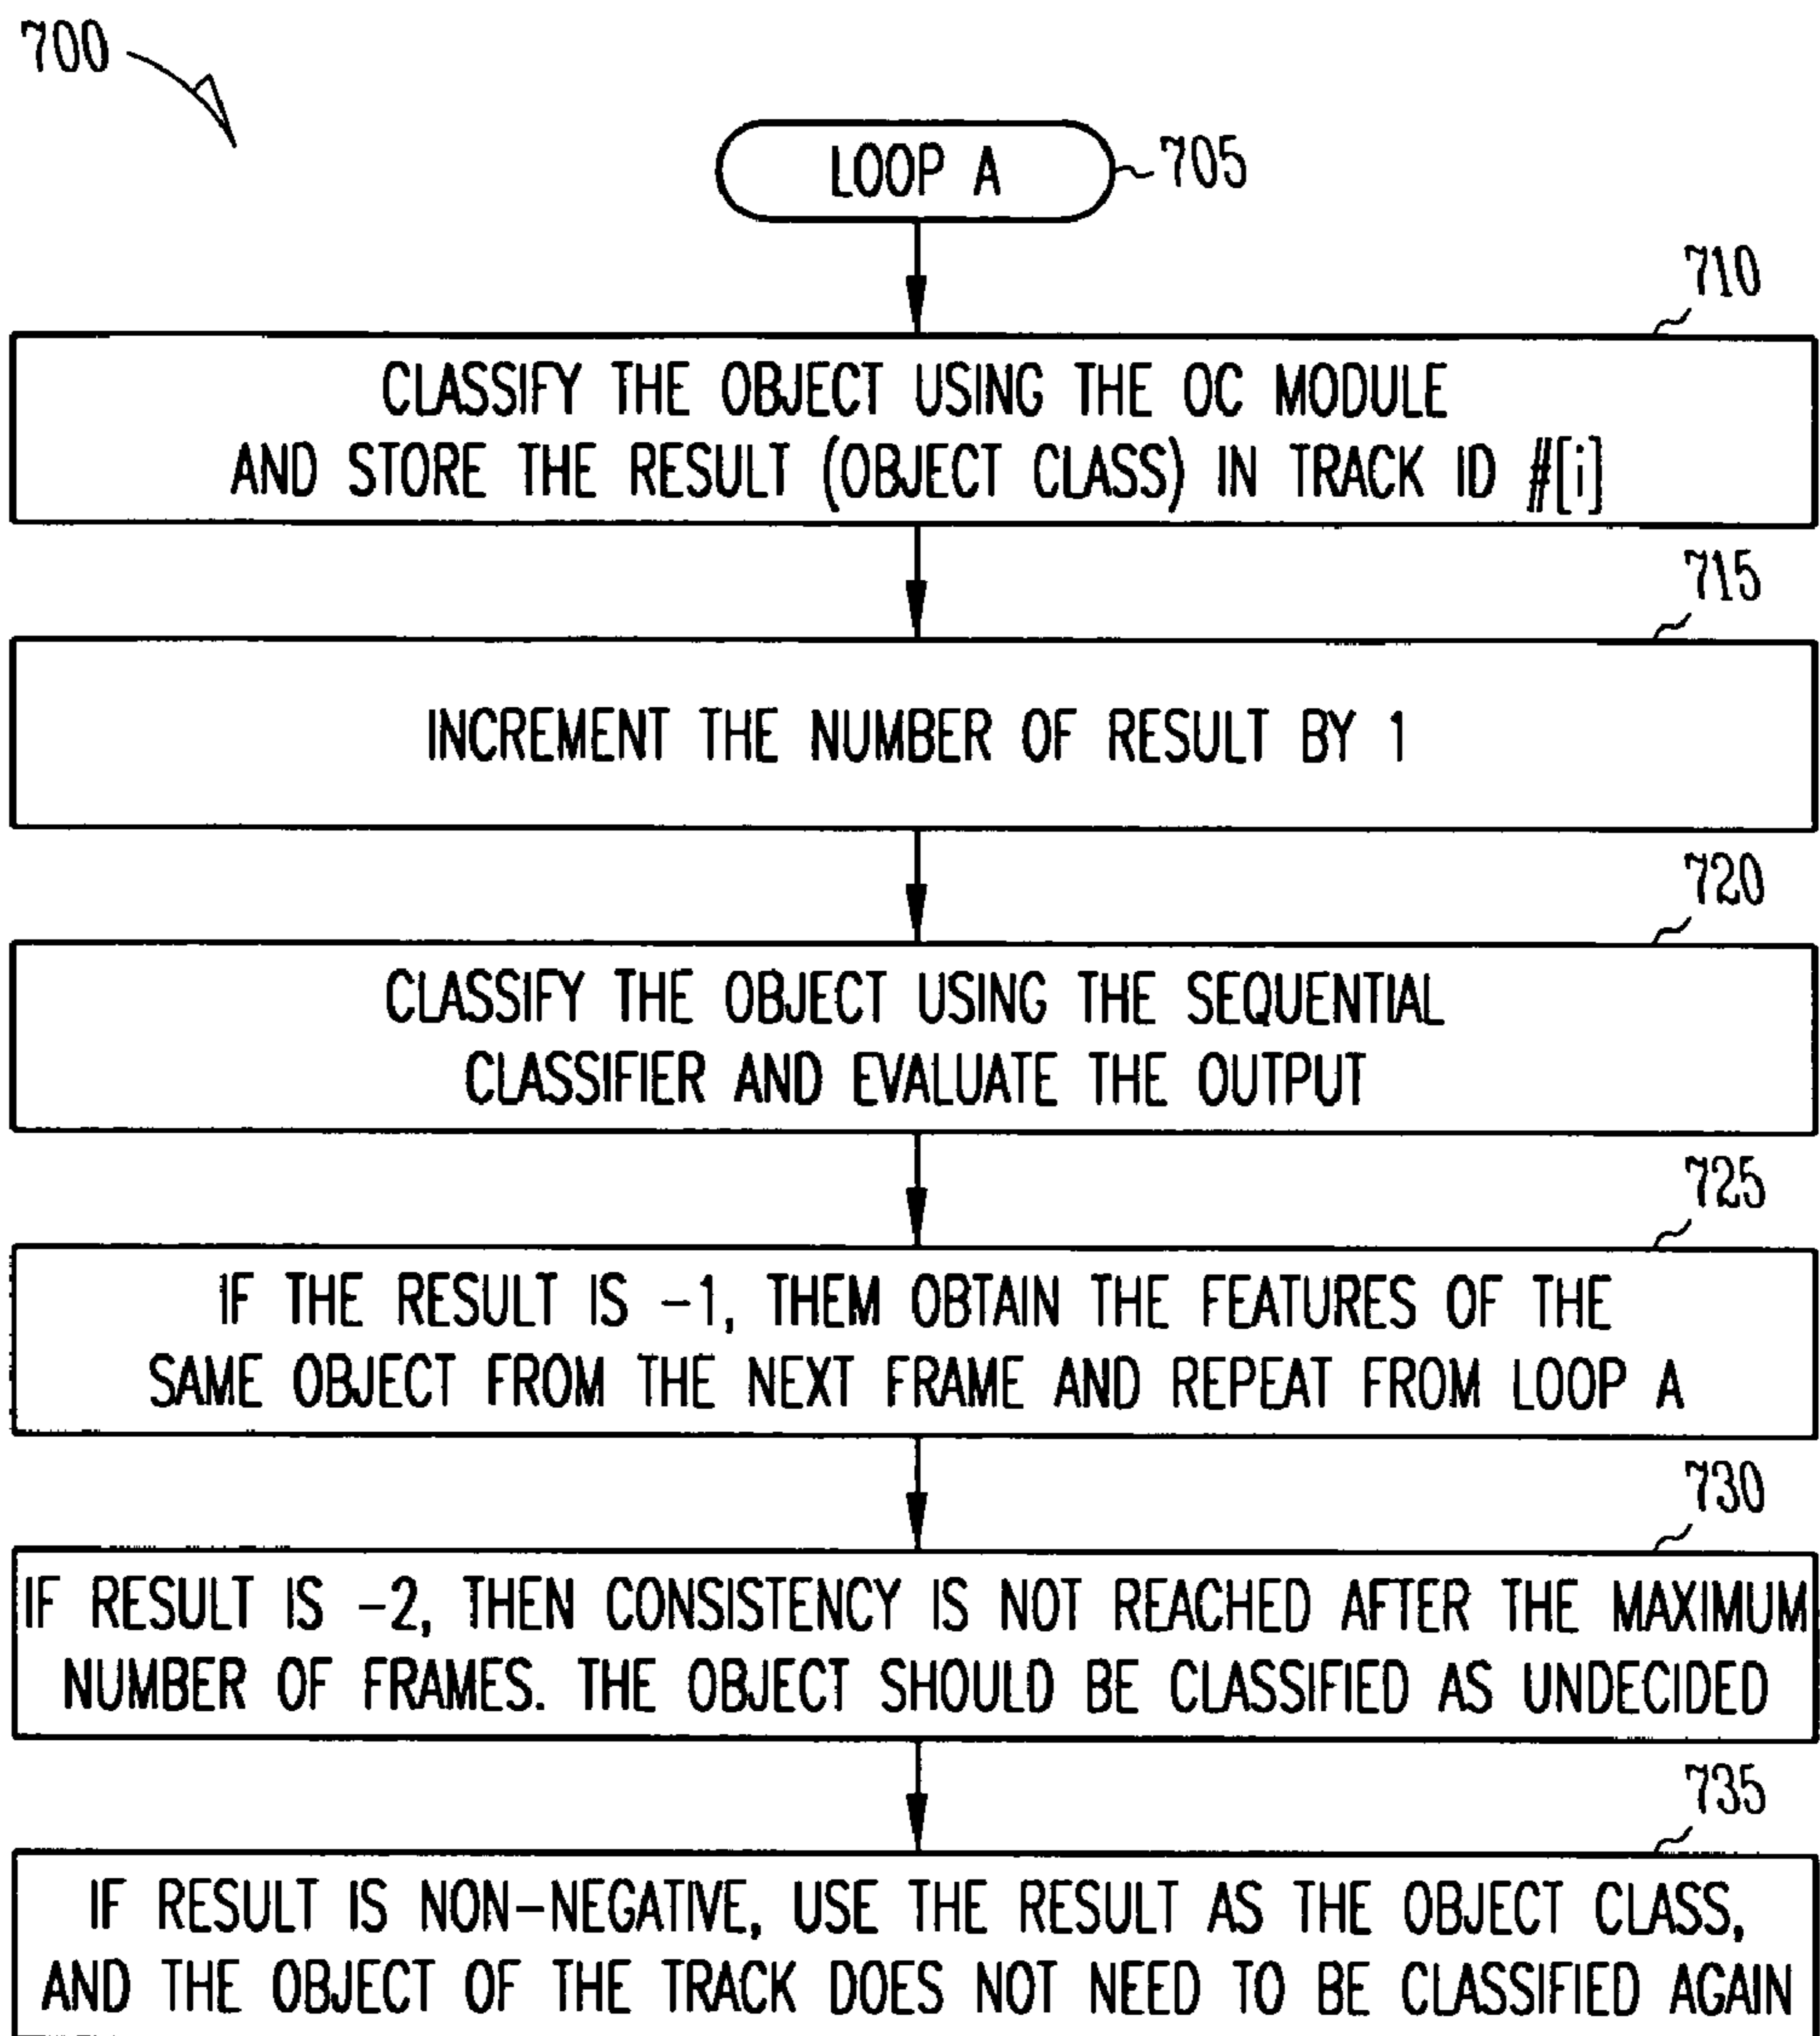 700
LOOP A
705
710
CLASSIFY THE OBJECT USING THE OC MODULE
AND STORE THE RESULT (OBJECT CLASS) IN TRACK ID #[i]
715
INCREMENT THE NUMBER OF RESULT BY 1
720
CLASSIFY THE OBJECT USING THE SEQUENTIAL
CLASSIFIER AND EVALUATE THE OUTPUT
725
IF THE RESULT IS -1, THEM OBTAIN THE FEATURES OF THE
SAME OBJECT FROM THE NEXT FRAME AND REPEAT FROM LOOP A
730
IF RESULT IS -2, THEN CONSISTENCY IS NOT REACHED AFTER THE MAXIMUM
NUMBER OF FRAMES. THE OBJECT SHOULD BE CLASSIFIED AS UNDECIDED
735
IF RESULT IS NON-NEGATIVE, USE THE RESULT AS THE OBJECT CLASS,
AND THE OBJECT OF THE TRACK DOES NOT NEED TO BE CLASSIFIED AGAIN